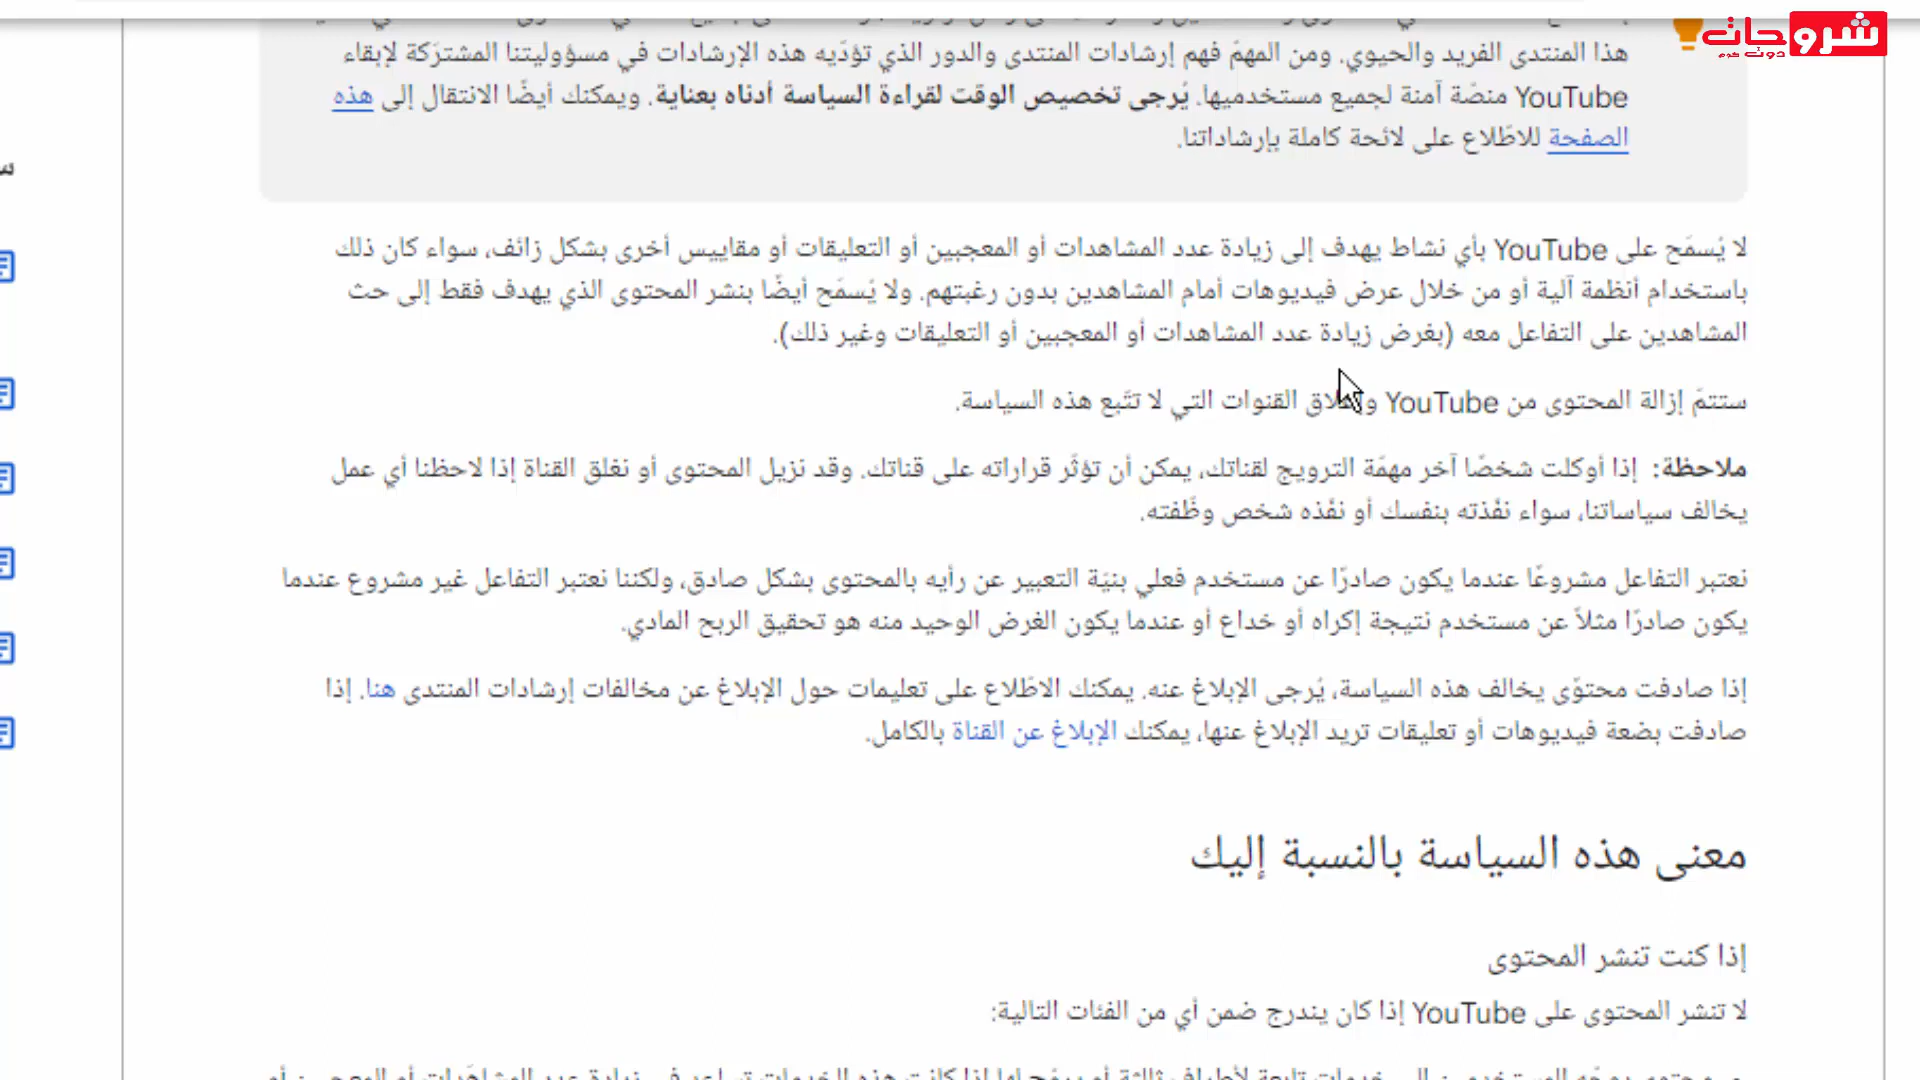 شروحات
دوت كوم
هذا المنتدى الفريد والحيوي. ومن المهمّ فهم إرشادات المنتدى والدور الذي تؤدّيه هذه الإرشادات في مسؤوليتنا المشترَكة لإبقاء
YouTube منصّة آمنة لجميع مستخدميها. يُرجى تخصيص الوقت لقراءة السياسة أدناه بعناية. ويمكنك أيضًا الانتقال إلى هذه
الصفحة للاطّلاع على لائحة كاملة بإرشاداتنا.
لا يُسمَح على YouTube بأي نشاط يهدف إلى زيادة عدد المشاهدات أو المعجبين أو التعليقات أو مقاييس أخرى بشكل زائف، سواء كان ذلك
باستخدام أنظمة آلية أو من خلال عرض فيديوهات أمام المشاهدين بدون رغبتهم. ولا يُسمَح أيضًا بنشر المحتوى الذي يهدف فقط إلى حث
المشاهدين على التفاعل معه (بغرض زيادة عدد المشاهدات أو المعجبين أو التعليقات وغير ذلك).
ستتمّ إزالة المحتوى من YouTube وإغلاق القنوات التي لا تتّبع هذه السياسة.
ملاحظة: إذا أوكلت شخصًا آخر مهمّة الترويج لقناتك، يمكن أن تؤثّر قراراته على قناتك. وقد نزيل المحتوى أو نغلق القناة إذا لاحظنا أي عمل
يخالف سياساتنا، سواء نفّذته بنفسك أو نفّذه شخص وظّفته.
نعتبر التفاعل مشروعًا عندما يكون صادرًا عن مستخدم فعلي بنيّة التعبير عن رأيه بالمحتوى بشكل صادق، ولكننا نعتبر التفاعل غير مشروع عندما
يكون صادرًا مثلاً عن مستخدم نتيجة إكراه أو خداع أو عندما يكون الغرض الوحيد منه هو تحقيق الربح المادي.
إذا صادفت محتوًى يخالف هذه السياسة، يُرجى الإبلاغ عنه. يمكنك الاطّلاع على تعليمات حول الإبلاغ عن مخالفات إرشادات المنتدى هنا. إذا
صادفت بضعة فيديوهات أو تعليقات تريد الإبلاغ عنها، يمكنك الإبلاغ عن القناة بالكامل.
معنى هذه السياسة بالنسبة إليك
إذا كنت تنشر المحتوى
لا تنشر المحتوى على YouTube إذا كان يندرج ضمن أي من الفئات التالية: